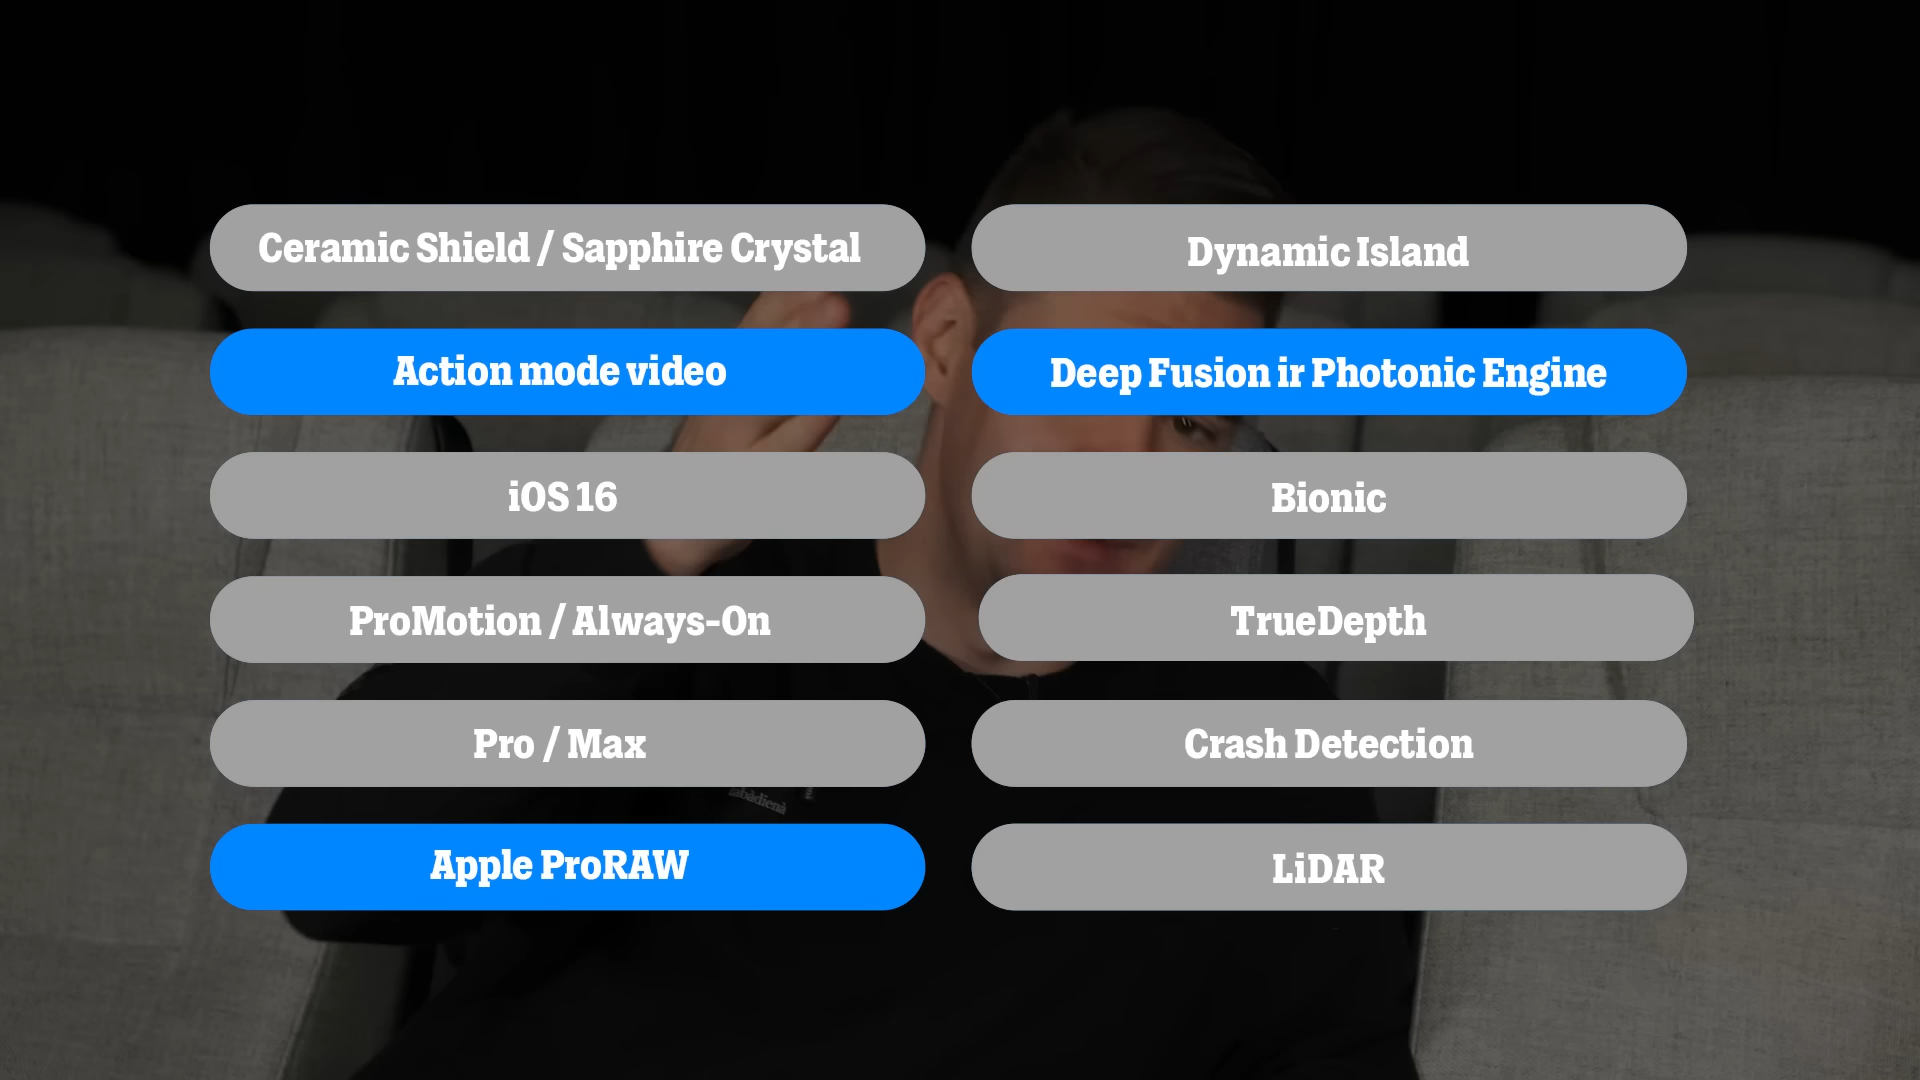 Ceramic Shield / Sapphire Crystal
Dynamic Island
Action mode video
Deep Fusion ir Photonic Engine
iOS 16
Bionic
ProMotion / Always-On
TrueDepth
Pro / Max
Crash Detection
labàdienà
Apple ProRAW
LiDAR